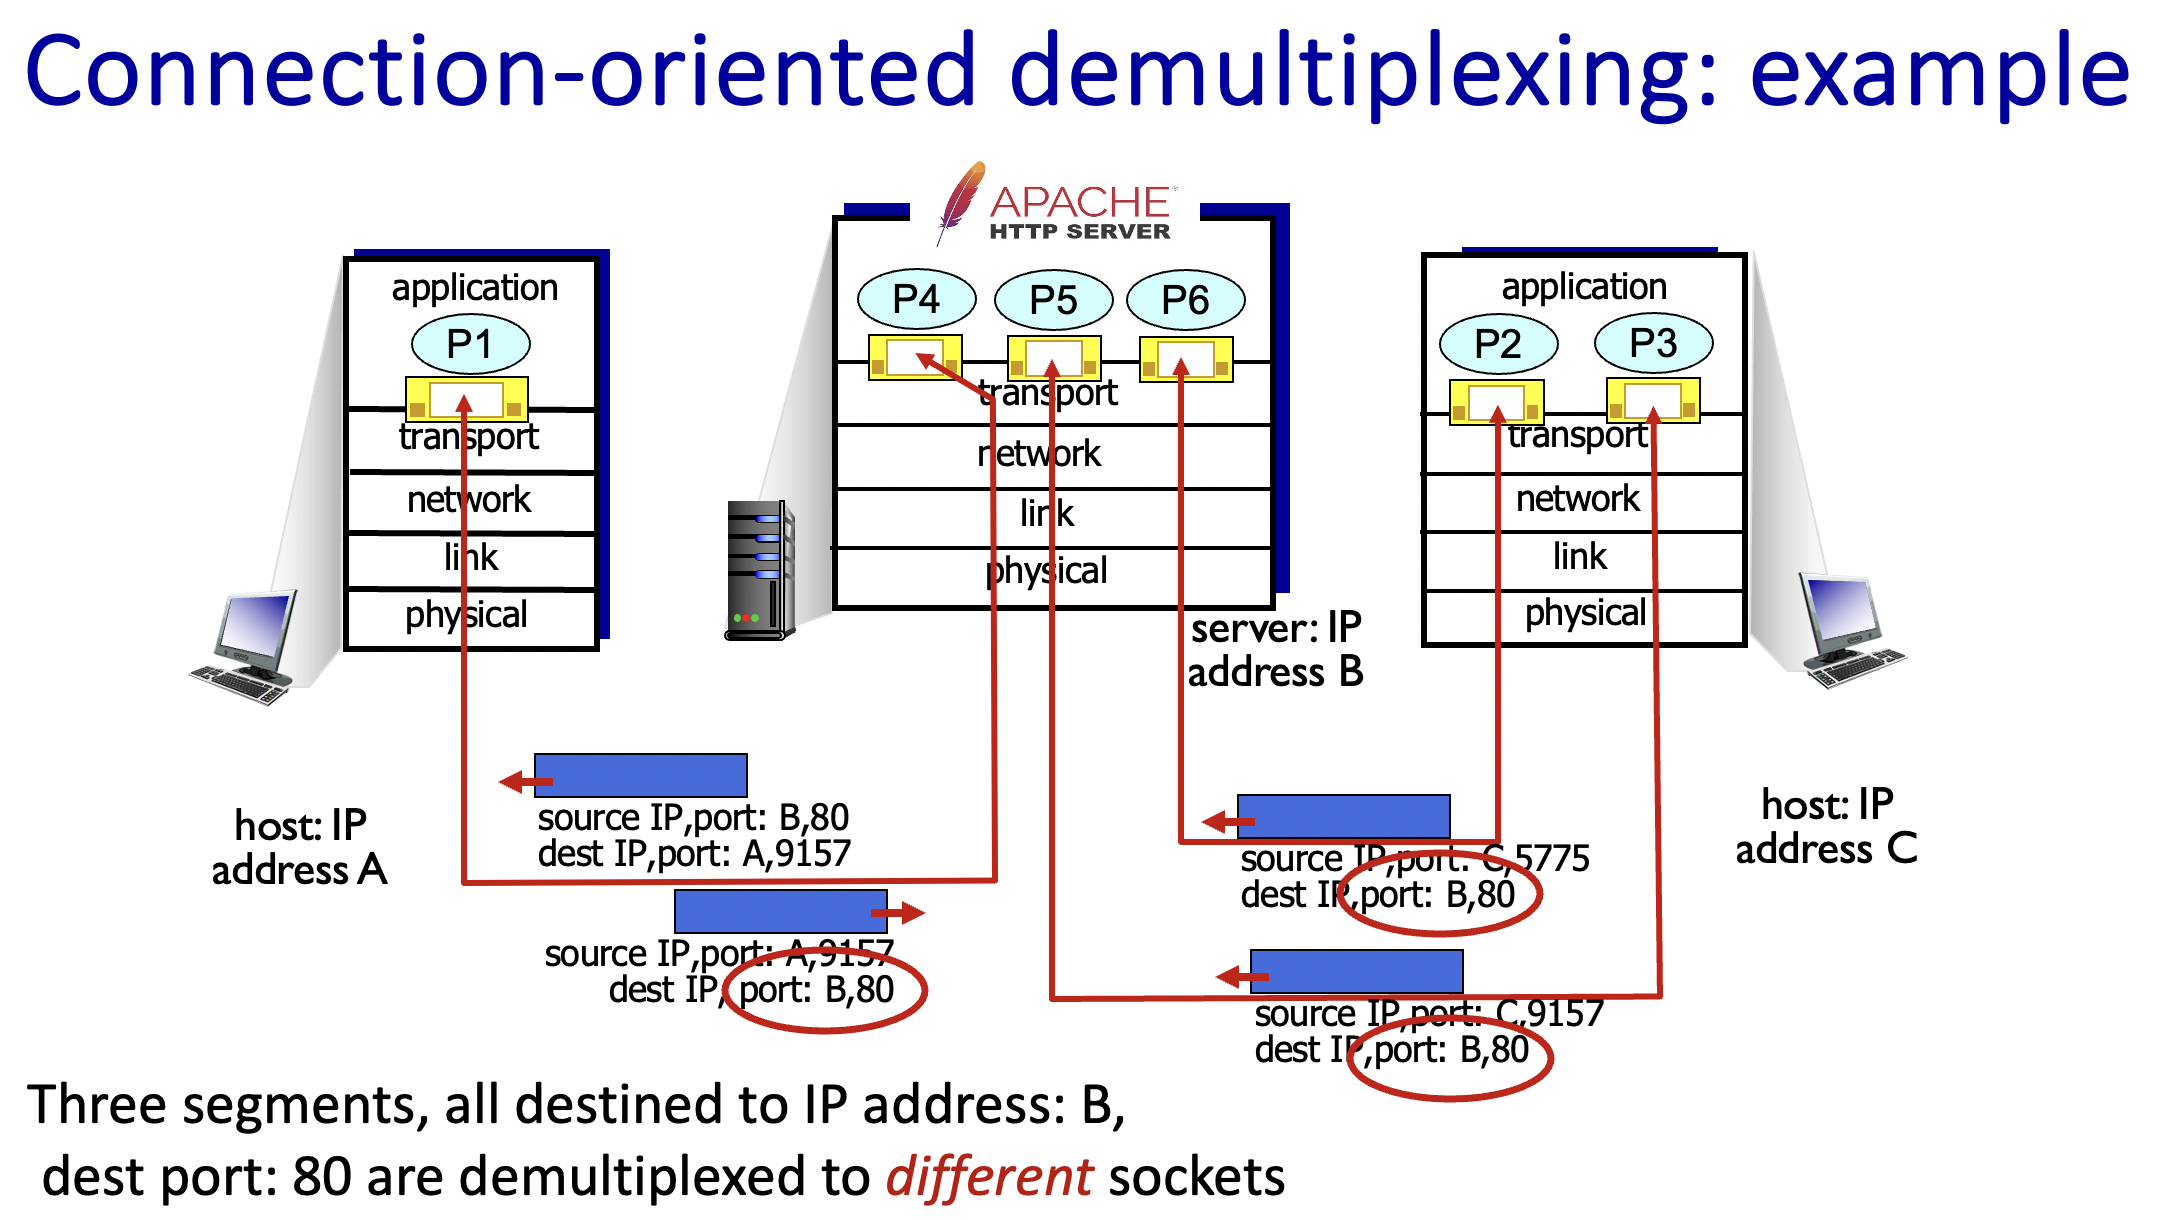 Connection-oriented demultiplexing: example
APACHE
HTTP SERVER
application
P1
transport
network
link
physical
P4 P5 P6
transport
network
link
physical
application
P2 P3
transport
network
link
physical
server: IP
address B
host: IP
address A
source IP,port: B,80
dest IP,port: A,9157
source IP,port: A,9157
dest IP, port: B,80
source IP,port: C,5775
dest IP,port: B,80
source IP,port: C,9157
dest IP,port: B,80
host: IP
address C
Three segments, all destined to IP address: B,
dest port: 80 are demultiplexed to different sockets